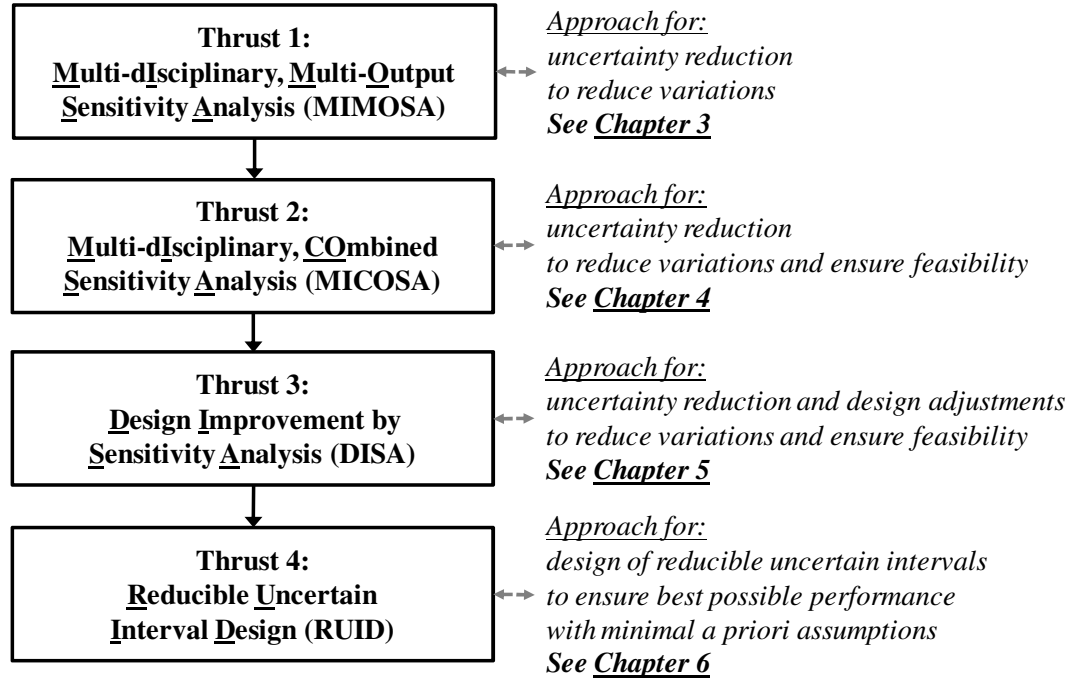 Thrust 1:
Multi-dIsciplinary, Multi-Output
Sensitivity Analysis (MIMOSA)
Approach for:
uncertainty reduction
to reduce variations
See Chapter 3
Thrust 2:
Multi-dIsciplinary, COmbined
Sensitivity Analysis (MICOSA)
Approach for:
uncertainty reduction
to reduce variations and ensure feasibility
See Chapter 4
Thrust 3:
Design Improvement by
Sensitivity Analysis (DISA)
Approach for:
uncertainty reduction and design adjustments
to reduce variations and ensure feasibility
See Chapter 5
Thrust 4:
Reducible Uncertain
Interval Design (RUID)
Approach for:
design of reducible uncertain intervals
to ensure best possible performance
with minimal a priori assumptions
See Chapter 6